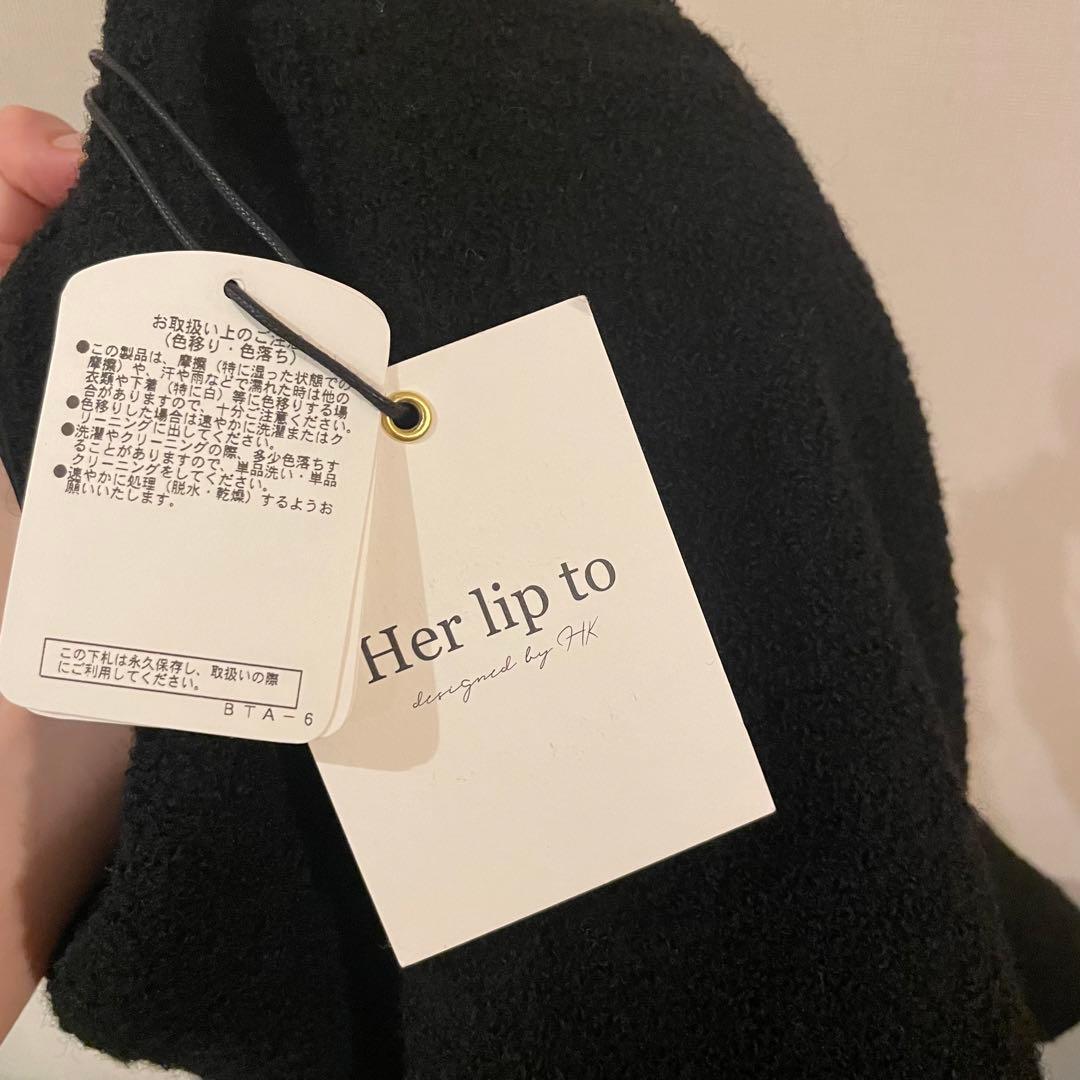 お取扱い上のご注
(色移り・色落ち)
●この製品は、摩擦(特に湿った状態での
摩擦)や、汗や雨などで濡れた時は他の
衣類や下着(特に白)等に色移りする場
合がありますので、十分ご注意ください。
●色移りした場合は速やかに洗濯またはク
リーニングに出してください。
●洗濯やクリーニングの際、多少色落ちす
ることがありますので、単品洗い・単品
クリーニングをしてください。
●速やかに処理(脱水・乾燥)するようお
願いいたします。
この下札は永久保存し、取扱いの際
にご利用してください。
BTA-6
Her lip to
designed by HK